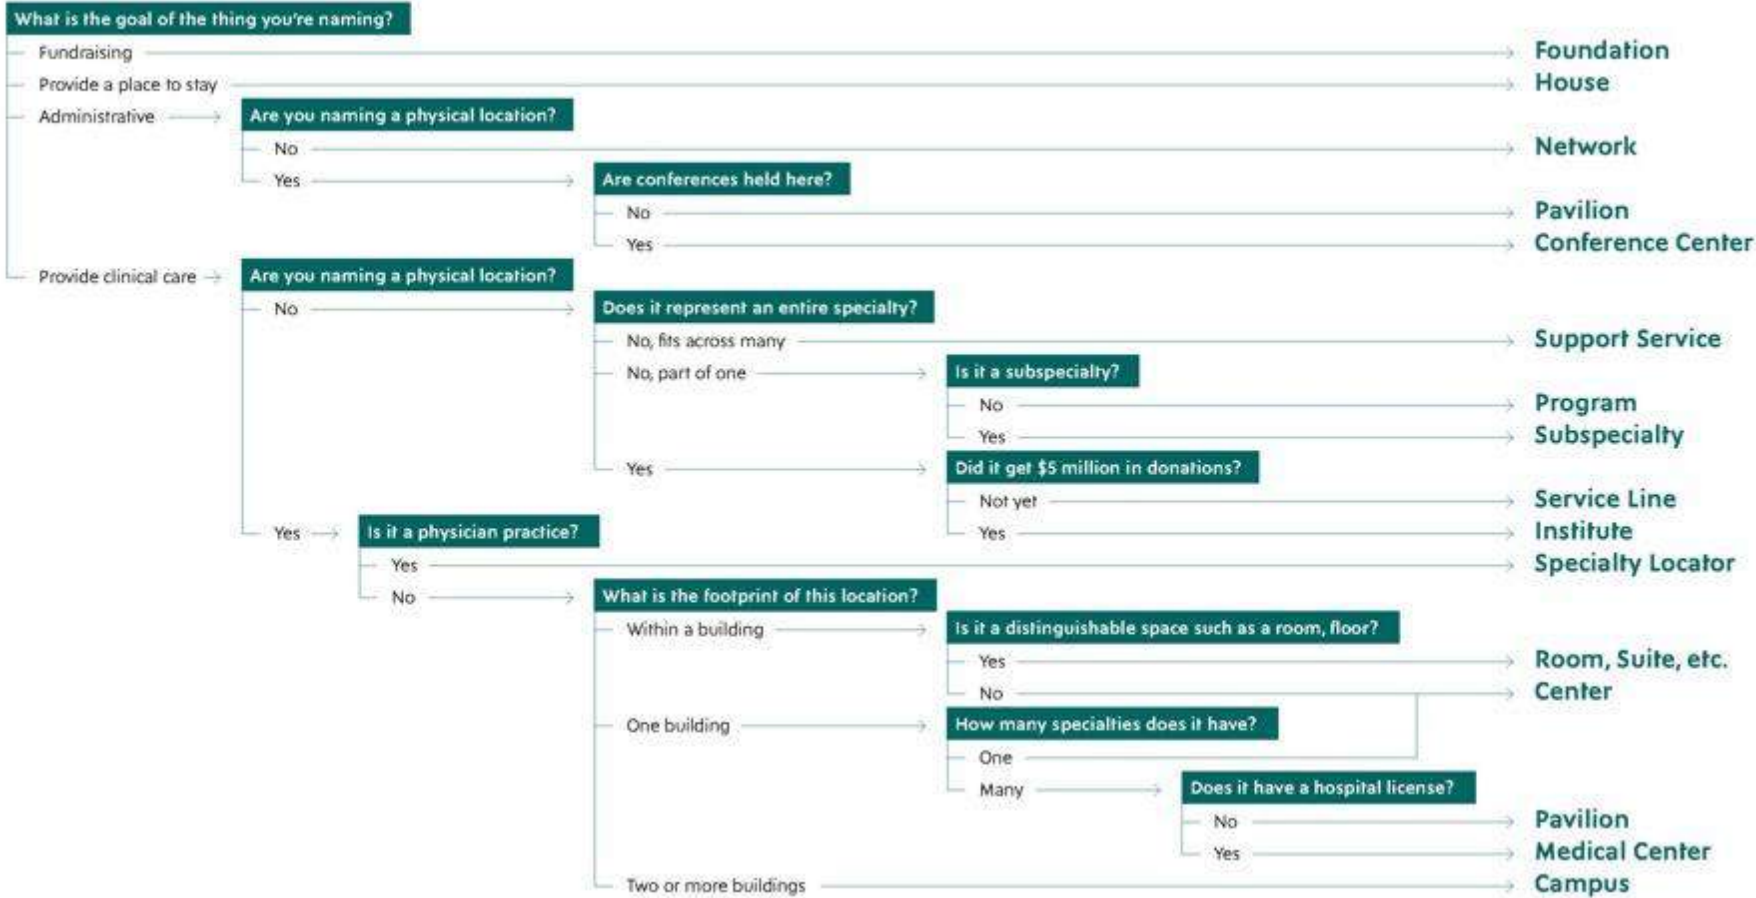 What is the goal of the thing you're naming?
Fundraising
Foundation
Provide a place to stay
House
Administrative
Are you naming a physical location?
No
Network
Yes
Are conferences held here?
No
Pavilion
Yes
Conference Center
Provide clinical care
Are you naming a physical location?
No
Does it represent an entire specialty?
No, fits across many
Support Service
No, part of one
Is it a subspecialty?
No
Program
Yes
Subspecialty
Yes
Did it get $5 million in donations?
Not yet
Service Line
Yes
Institute
Yes
Is it a physician practice?
Yes
Specialty Locator
No
What is the footprint of this location?
Within a building
Is it a distinguishable space such as a room, floor?
Yes
Room, Suite, etc.
No
Center
One building
How many specialties does it have?
One
Many
Does it have a hospital license?
No
Pavilion
Yes
Medical Center
Two or more buildings
Campus